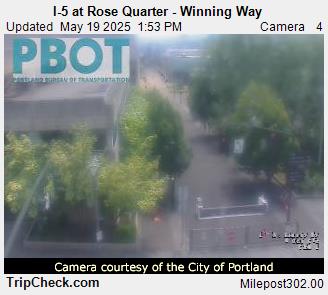 I-5 at Rose Quarter - Winning Way
Updated  May 19 2025  1:53 PM
Camera  4
PBOT
PORTLAND BUREAU OF TRANSPORTATION
Camera courtesy of the City of Portland
TripCheck.com
Milepost302.00